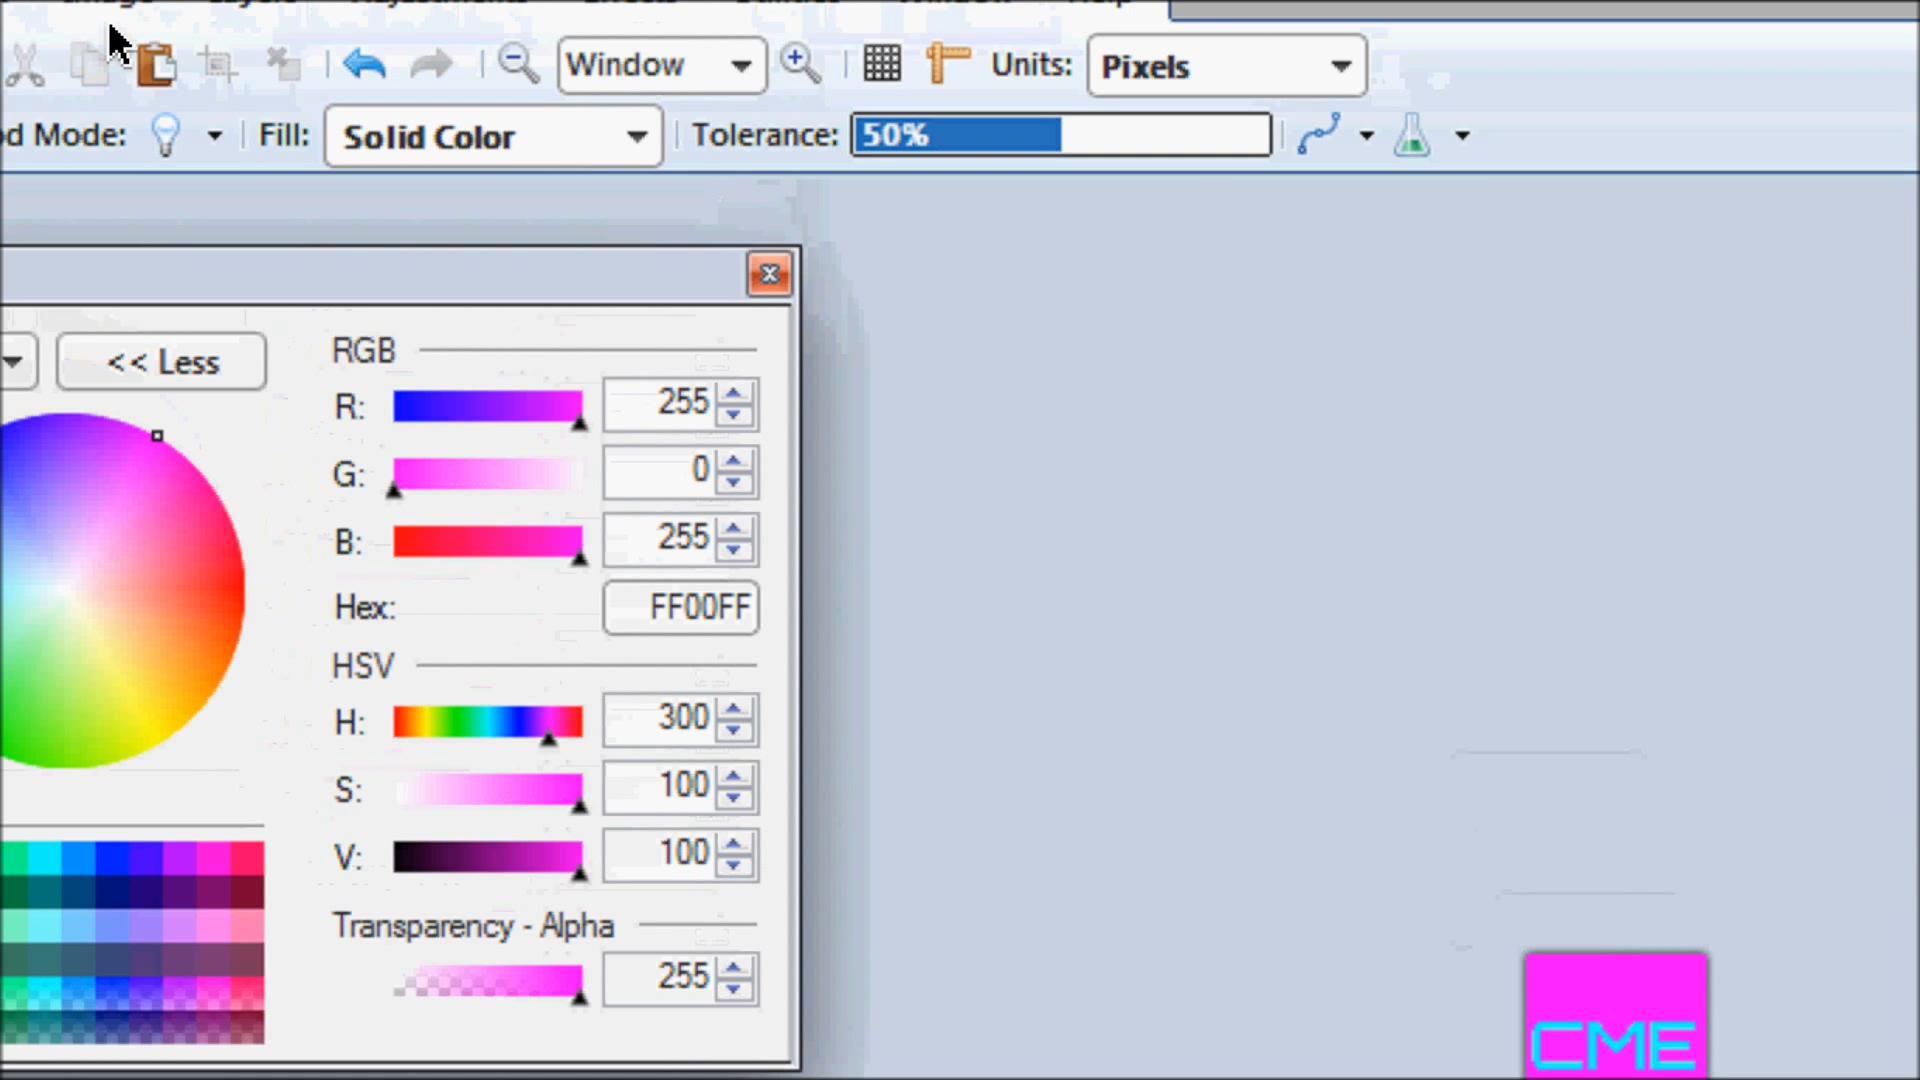 Window
Units: Pixels
d Mode: Fill: Solid Color Tolerance: 50%
<< Less
RGB
R: 255
G: 0
B: 255
Hex: FF00FF
HSV
H: 300
S: 100
V: 100
Transparency - Alpha
255
CME